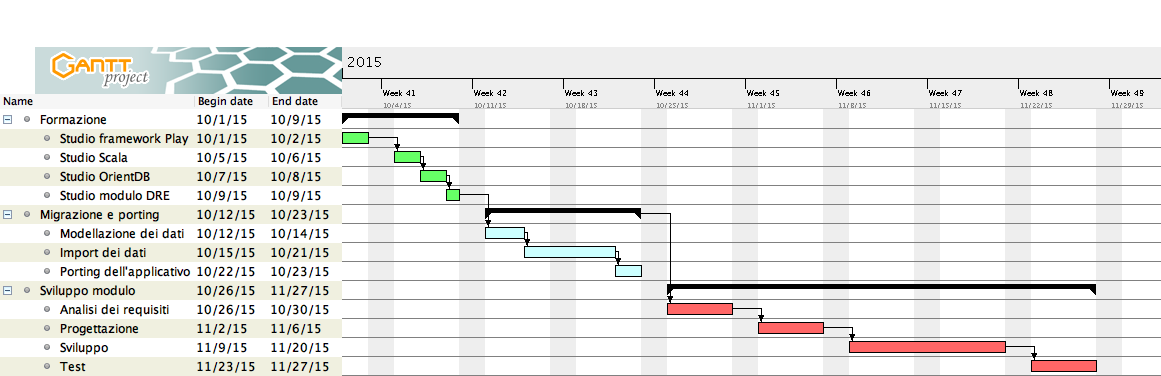 GANTT
project
2015
Week 41 Week 42 Week 43 Week 44 Week 45 Week 46 Week 47 Week 48 Week 49
Name Begin date End date 10/4/15 10/11/15 10/18/15 10/25/15 11/1/15 11/8/15 11/15/15 11/22/15 11/29/15
Formazione 10/1/15 10/9/15
Studio framework Play 10/1/15 10/2/15
Studio Scala 10/5/15 10/6/15
Studio OrientDB 10/7/15 10/8/15
Studio modulo DRE 10/9/15 10/9/15
Migrazione e porting 10/12/15 10/23/15
Modellazione dei dati 10/12/15 10/14/15
Import dei dati 10/15/15 10/21/15
Porting dell'applicativo 10/22/15 10/23/15
Sviluppo modulo 10/26/15 11/27/15
Analisi dei requisiti 10/26/15 10/30/15
Progettazione 11/2/15 11/6/15
Sviluppo 11/9/15 11/20/15
Test 11/23/15 11/27/15